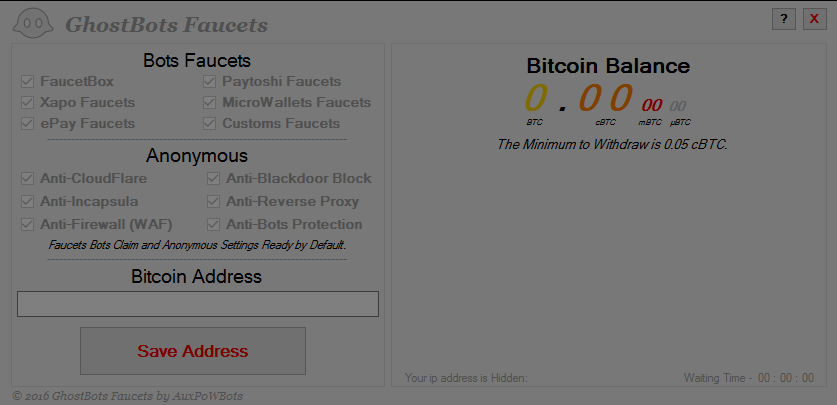 GhostBots Faucets
? X
Bots Faucets
FaucetBox Paytoshi Faucets
Xapo Faucets MicroWallets Faucets
ePay Faucets Customs Faucets
Anonymous
Anti-CloudFlare Anti-Blackdoor Block
Anti-Incapsula Anti-Reverse Proxy
Anti-Firewall (WAF) Anti-Bots Protection
Faucets Bots Claim and Anonymous Settings Ready by Default.
Bitcoin Address
Save Address
Bitcoin Balance
0 . 00 00 00
BTC cBTC mBTC µBTC
The Minimum to Withdraw is 0.05 cBTC.
Your ip address is Hidden: Waiting Time - 00 : 00 : 00
© 2016 GhostBots Faucets by AuxPoWBots